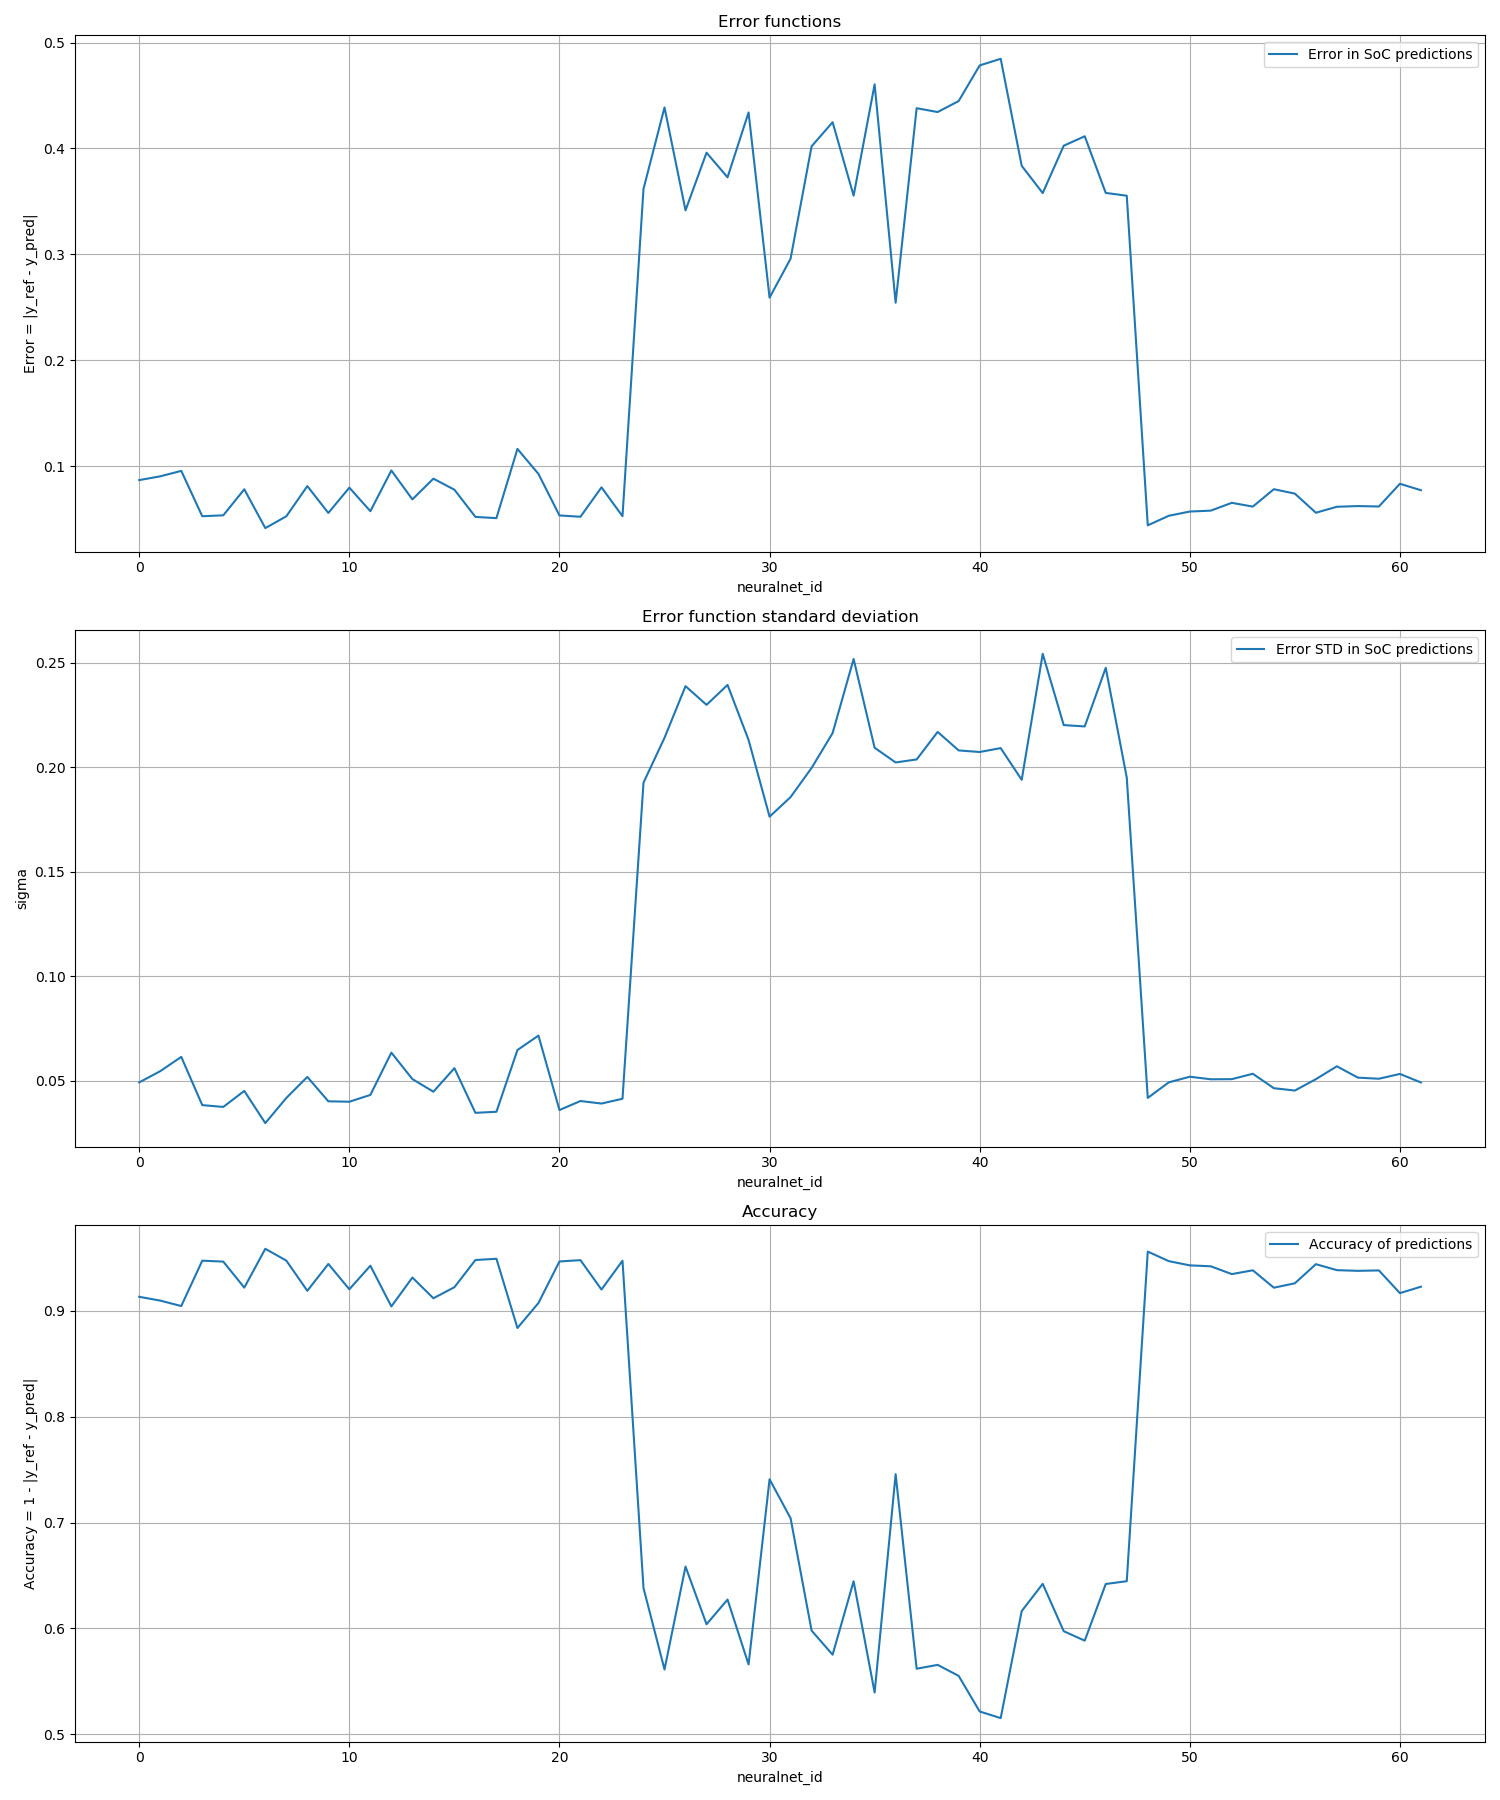 Error functions
Error in SoC predictions
0.5
0.4
0.3
0.2
0.1
Error = |y_ref - y_pred|
0 10 20 30 40 50 60
neuralnet_id
Error function standard deviation
Error STD in SoC predictions
0.25
0.20
0.15
0.10
0.05
sigma
0 10 20 30 40 50 60
neuralnet_id
Accuracy
Accuracy of predictions
0.9
0.8
0.7
0.6
0.5
Accuracy = 1 - |y_ref - y_pred|
0 10 20 30 40 50 60
neuralnet_id